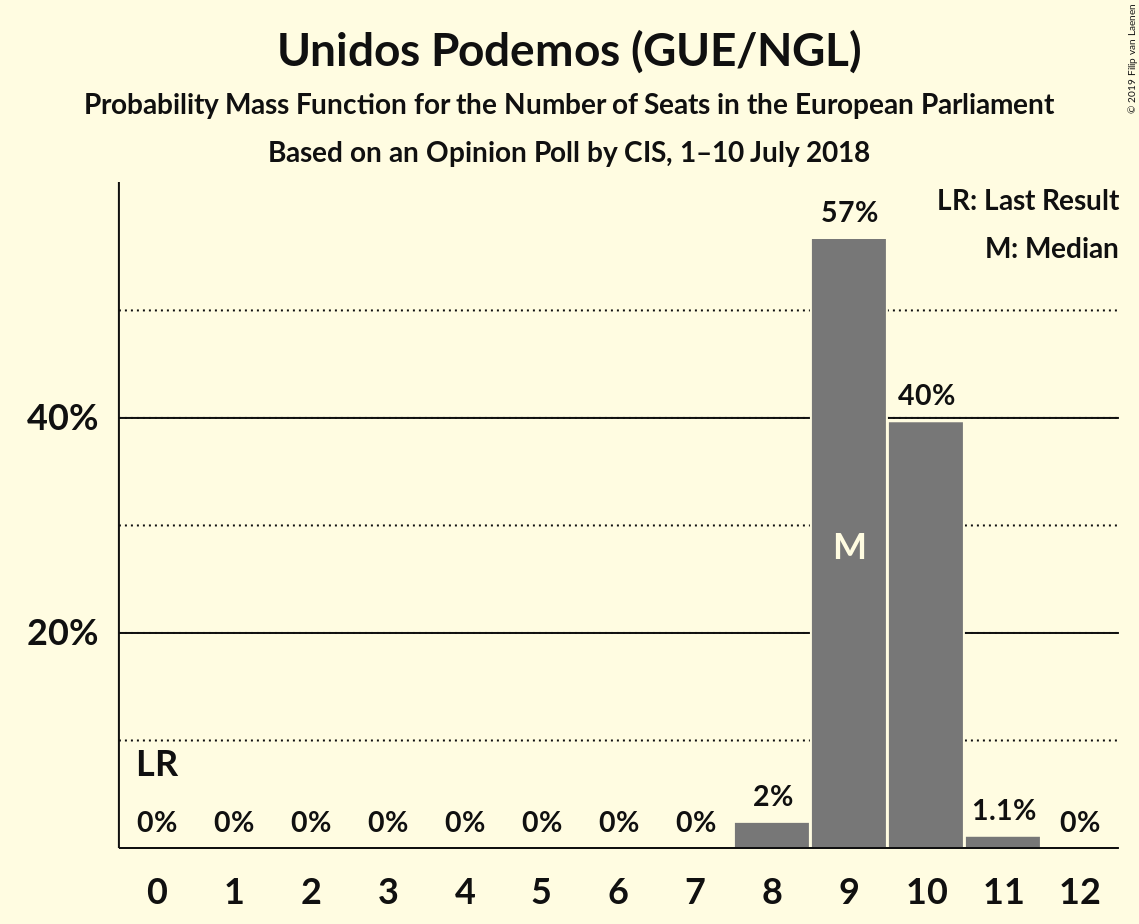 Unidos Podemos (GUE/NGL)
Probability Mass Function for the Number of Seats in the European Parliament
Based on an Opinion Poll by CIS, 1–10 July 2018
© 2019 Filip van Laenen
LR: Last Result
M: Median
57%
40%
40%
M
20%
LR
0% 0% 0% 0% 0% 0% 0% 0% 2% 1.1% 0%
0 1 2 3 4 5 6 7 8 9 10 11 12